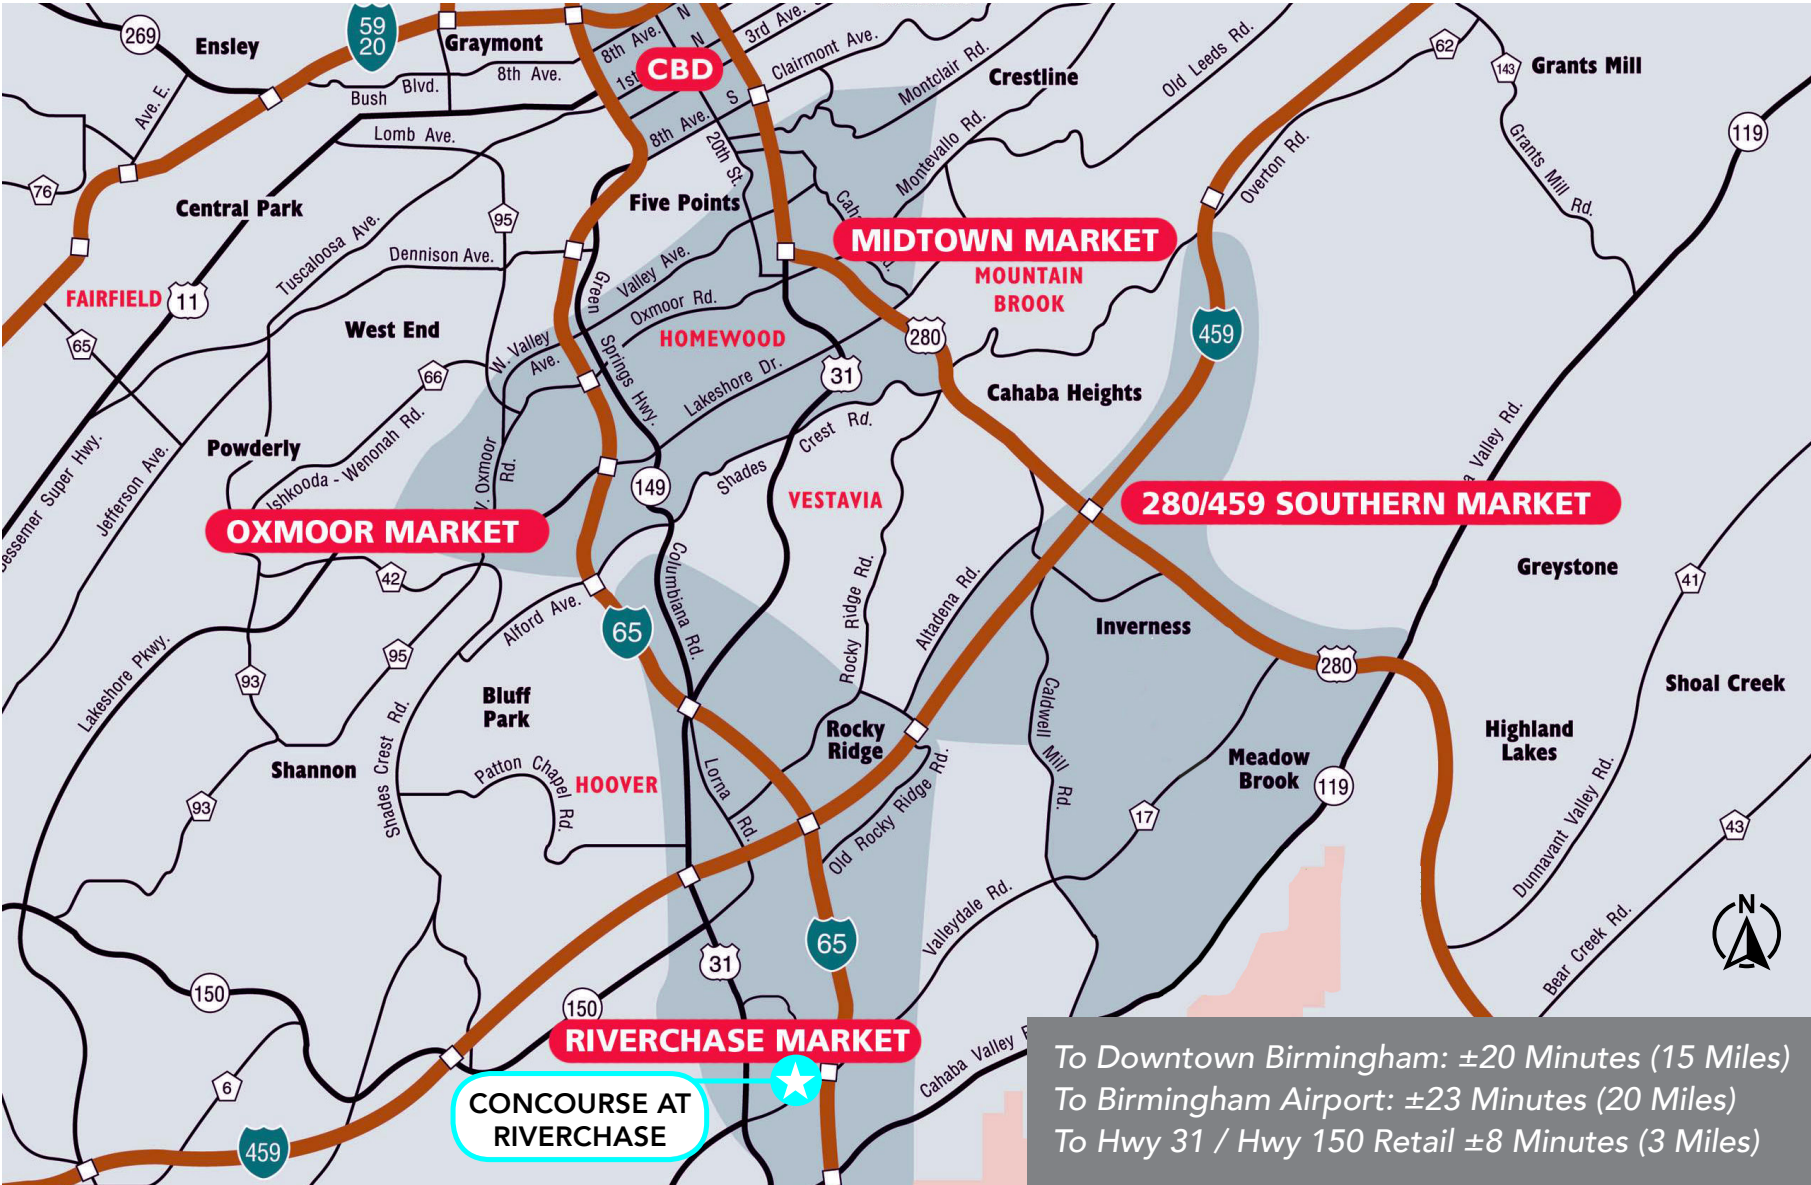 269
Ensley
59
20
Graymont
8th Ave.
N
N
3rd Ave.
CBD
1st
S
8th Ave.
Clairmont Ave.
Montclair Rd.
Crestline
Old Leeds Rd.
62
143
Grants Mill
119
Bush
Blvd.
8th Ave.
Ave. E.
Lomb Ave.
76
Central Park
95
20th St.
Five Points
Montevallo Rd.
Overton Rd.
Grants Mill Rd.
Tuscaloosa Ave.
Dennison Ave.
MIDTOWN MARKET
MOUNTAIN
BROOK
FAIRFIELD
11
Green
Springs Hwy.
Valley Ave.
Oxmoor Rd.
West End
HOMEWOOD
280
459
65
66
W. Valley
Ave.
Lakeshore Dr.
31
Cahaba Heights
Powderly
Ishkooda - Wenonah Rd.
Crest Rd.
Shades
Valley Rd.
Super Hwy.
Jefferson Ave.
Oxmoor
Rd.
149
VESTAVIA
280/459 SOUTHERN MARKET
OXMOOR MARKET
42
Columbiana Rd.
Rocky Ridge Rd.
Altadena Rd.
Greystone
41
Alford Ave.
65
Inverness
Lakeshore Pkwy.
93
95
280
Shoal Creek
Bluff
Park
Caldwell Mill Rd.
Rocky
Ridge
Highland
Lakes
Shannon
Shades Crest Rd.
Patton Chapel Rd.
HOOVER
Lorna Rd.
Meadow
Brook
119
93
Old Rocky Ridge Rd.
17
Dunnavant Valley Rd.
43
65
Valleydale Rd.
Bear Creek Rd.
N
31
150
150
RIVERCHASE MARKET
Cahaba Valley
6
CONCOURSE AT
RIVERCHASE
459
To Downtown Birmingham: ±20 Minutes (15 Miles)
To Birmingham Airport: ±23 Minutes (20 Miles)
To Hwy 31 / Hwy 150 Retail ±8 Minutes (3 Miles)